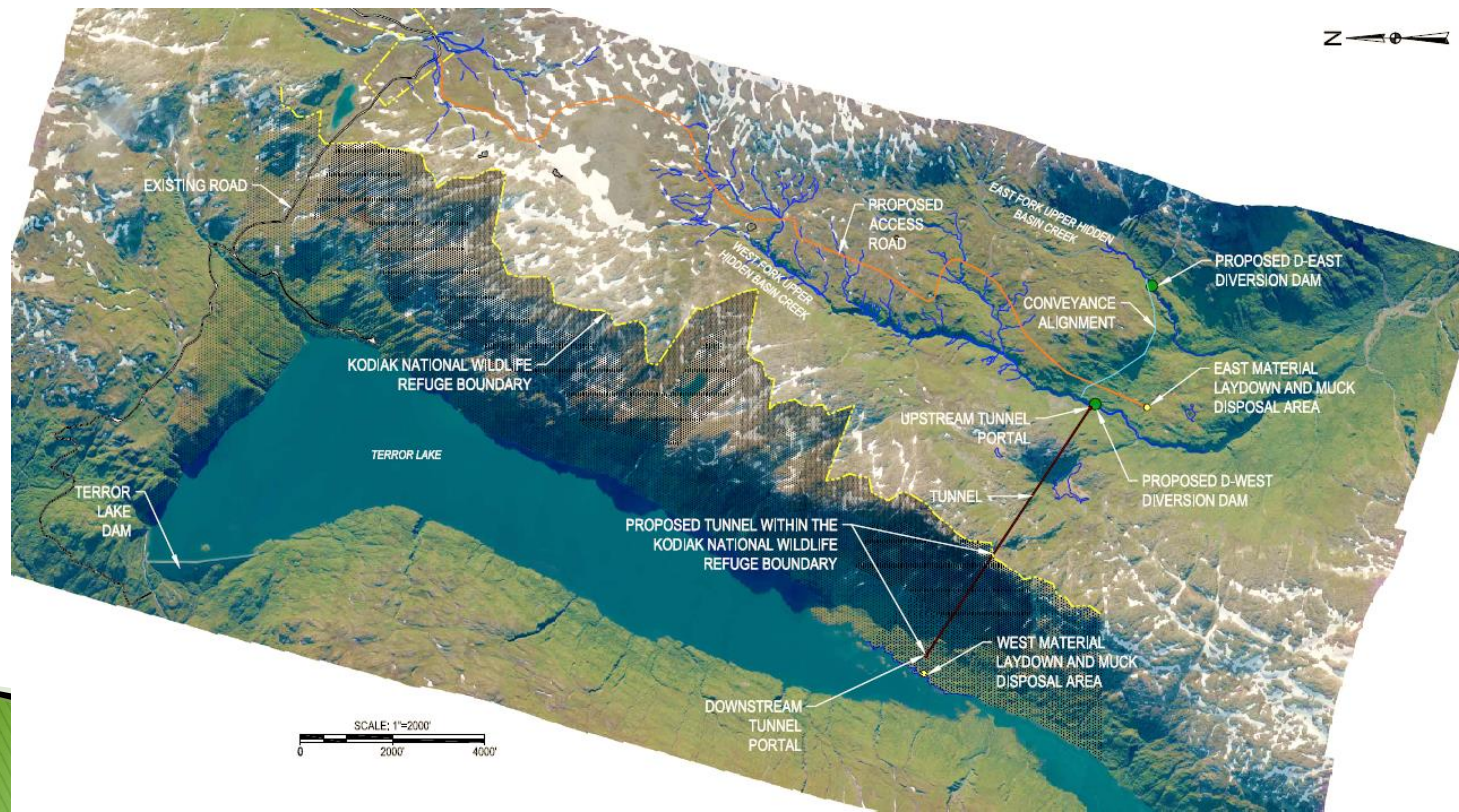 N
EXISTING ROAD
EAST FORK UPPER HIDDEN
BASIN CREEK
PROPOSED
ACCESS
ROAD
WEST FORK UPPER
HIDDEN BASIN CREEK
PROPOSED D-EAST
DIVERSION DAM
CONVEYANCE
ALIGNMENT
KODIAK NATIONAL WILDLIFE
REFUGE BOUNDARY
EAST MATERIAL
LAYDOWN AND MUCK
DISPOSAL AREA
UPSTREAM TUNNEL
PORTAL
TERROR LAKE
PROPOSED D-WEST
DIVERSION DAM
TERROR
LAKE
DAM
TUNNEL
PROPOSED TUNNEL WITHIN THE
KODIAK NATIONAL WILDLIFE
REFUGE BOUNDARY
WEST MATERIAL
LAYDOWN AND MUCK
DISPOSAL AREA
DOWNSTREAM
TUNNEL
PORTAL
SCALE: 1"=2000'
0 2000' 4000'